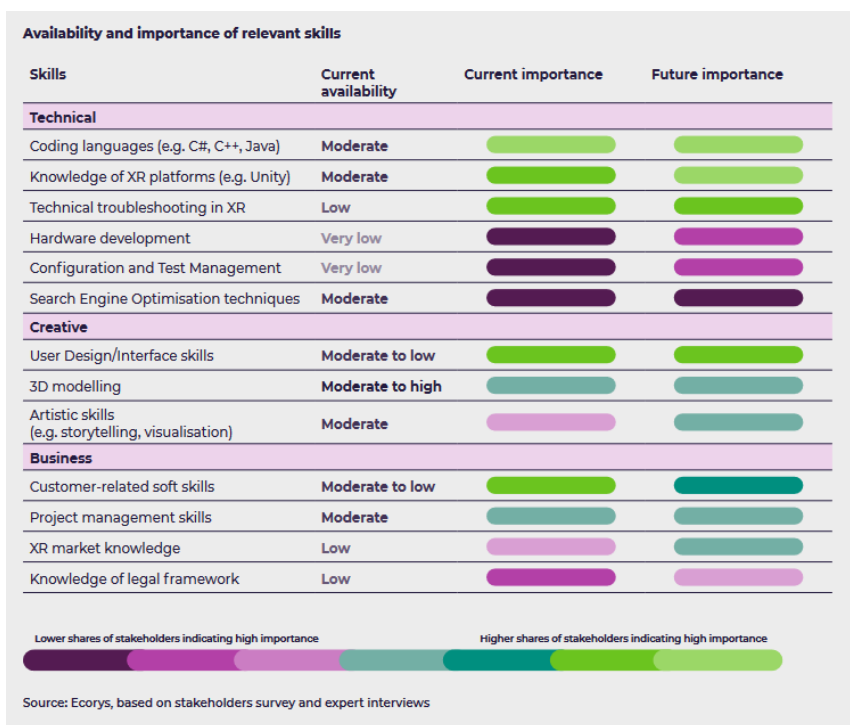 Availability and importance of relevant skills
Skills Current availability Current importance Future importance
Technical
Coding languages (e.g. C#, C++, Java) Moderate
Knowledge of XR platforms (e.g. Unity) Moderate
Technical troubleshooting in XR Low
Hardware development Very low
Configuration and Test Management Very low
Search Engine Optimisation techniques Moderate
Creative
User Design/Interface skills Moderate to low
3D modelling Moderate to high
Artistic skills
(e.g. storytelling, visualisation) Moderate
Business
Customer-related soft skills Moderate to low
Project management skills Moderate
XR market knowledge Low
Knowledge of legal framework Low
Lower shares of stakeholders indicating high importance Higher shares of stakeholders indicating high importance
Source: Ecorys, based on stakeholders survey and expert interviews